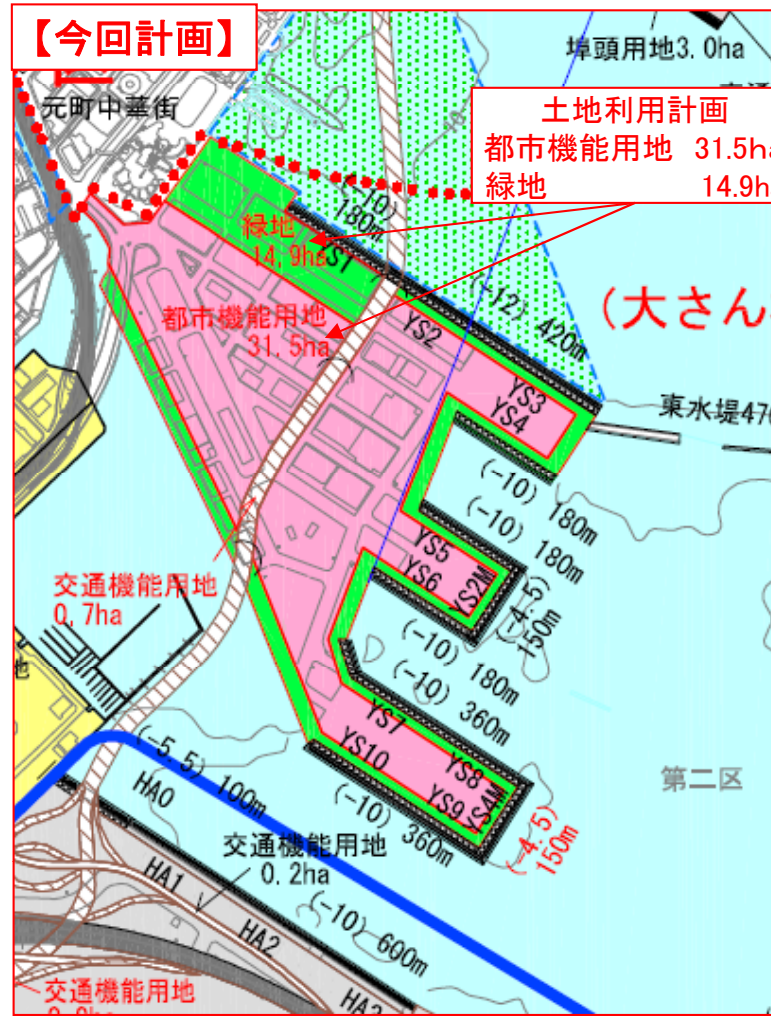 【今回計画】
埠頭用地3.0ha
元町中華街
土地利用計画
都市機能用地 31.5ha
緑地 14.9h
(-10)
180m
緑地
14,9ha
YS1
(-12) 420m
(大さん
都市機能用地
31.5ha
YS2
YS3
YS4
東水堤47
(-10) 180m
(-10) 180m
YS5
YS6
YS2M
(-4.5)
150m
交通機能用地
0,7ha
(-10) 180m
(-10) 360m
YS7
YS8
YS10
YS9
YS4M
(-4.5)
150m
第二区
(-5.5) 100m
HA0
(-10) 360m
交通機能用地
0.2ha
HA1
HA2
(-10) 600m
交通機能用地